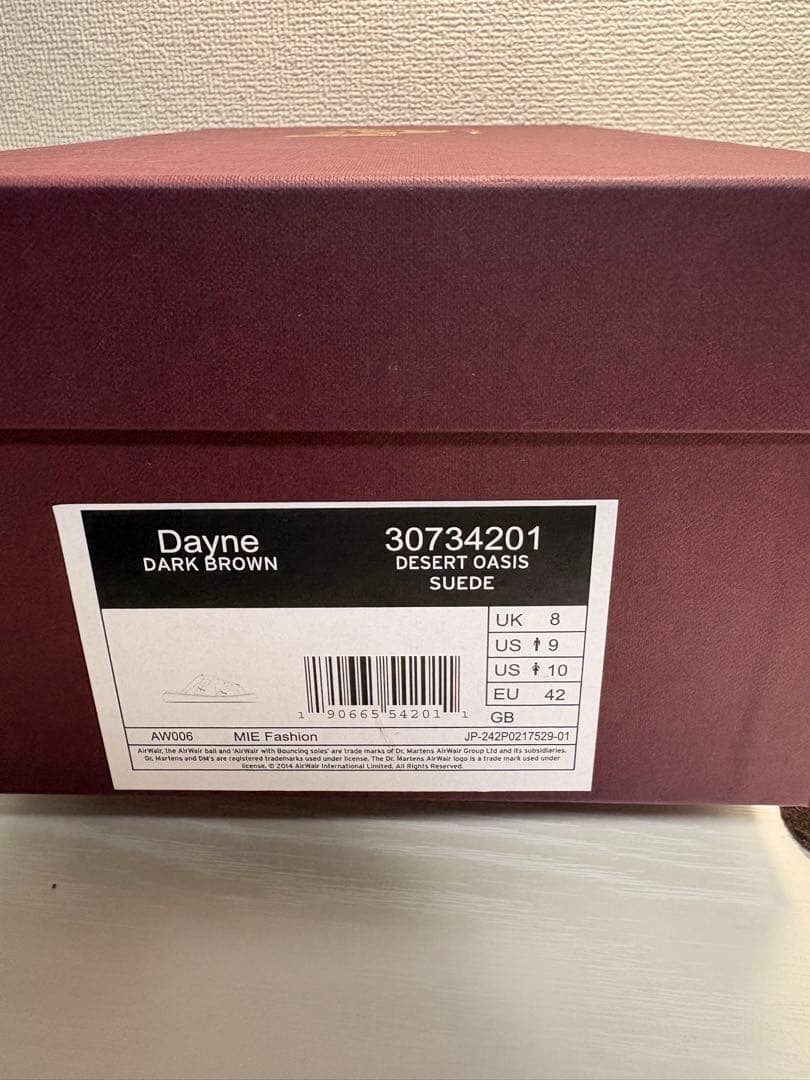 Dayne
DARK BROWN
30734201
DESERT OASIS
SUEDE
UK 8
US 9
US 10
EU 42
GB
1 90665 54201 1
AW006 MIE Fashion JP-242P0217529-01
AirWair, the AirWair ball and 'AirWair with Bouncing soles' are trade marks of Dr. Martens AirWair Group Ltd and its subsidiaries.
Dr. Martens and DM's are registered trademarks used under license. The Dr. Martens AirWair logo is a trade mark used under
license. © 2014 AirWair International Limited. All Rights Reserved.